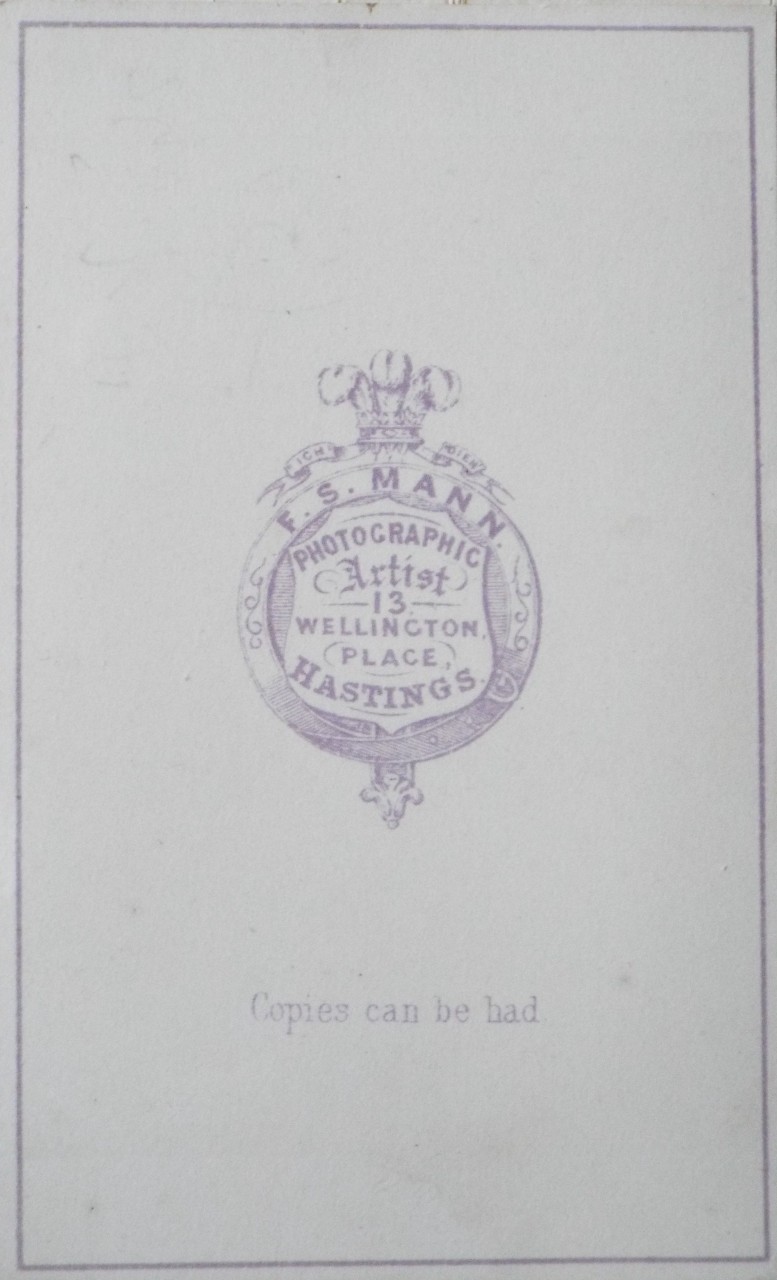 ICH DIEN
F. S. MANN.
PHOTOGRAPHIC
Artist
13.
WELLINGTON,
PLACE,
HASTINGS.
Copies can be had